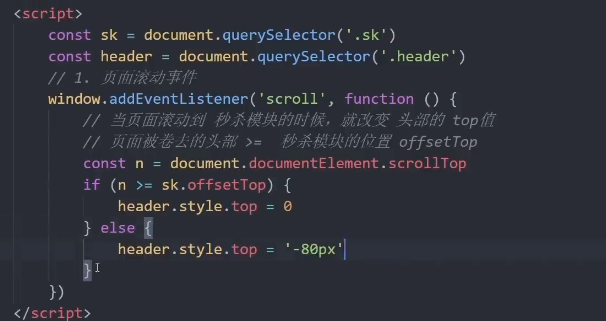 <script>
const sk = document.querySelector('.sk')
const header = document.querySelector('.header')
// 1. 页面滚动事件
window.addEventListener('scroll', function () {
// 当页面滚动到 秒杀模块的时候，就改变 头部的 top值
// 页面被卷去的头部 >= 秒杀模块的位置 offsetTop
const n = document.documentElement.scrollTop
if (n >= sk.offsetTop) {
header.style.top = 0
} else {
header.style.top = '-80px'
}
})
</script>